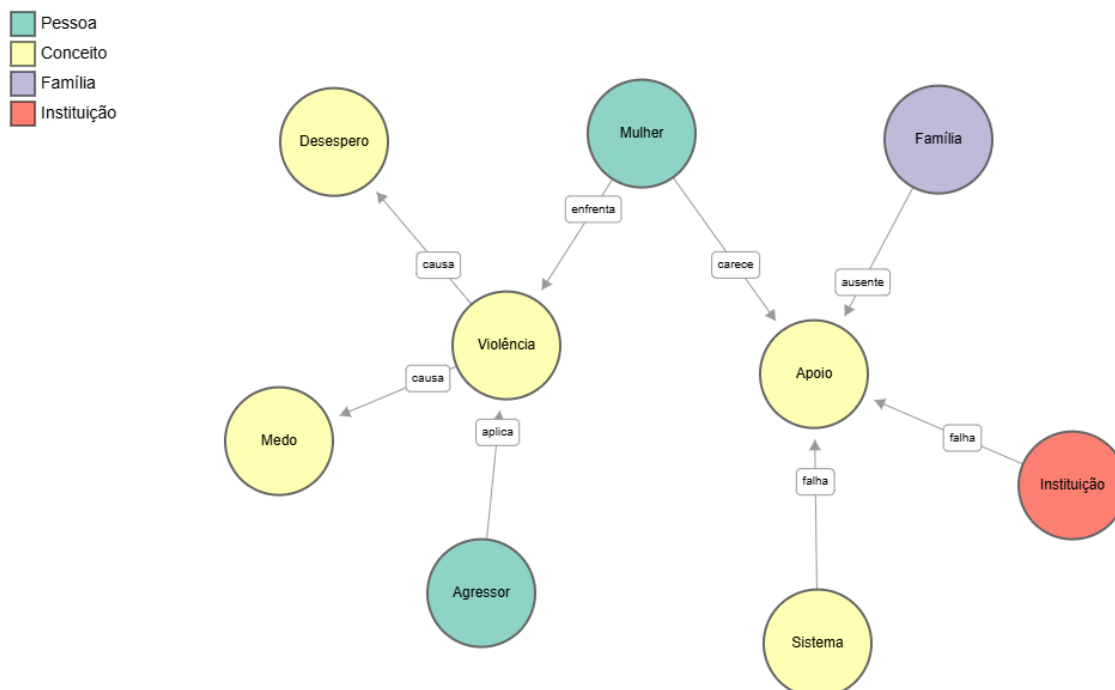 Pessoa
Conceito
Família
Instituição
Desespero
Mulher
Família
enfrenta
causa
carece
ausente
Violência
Apoio
causa
Medo
aplica
falha
falha
Instituição
Agressor
Sistema